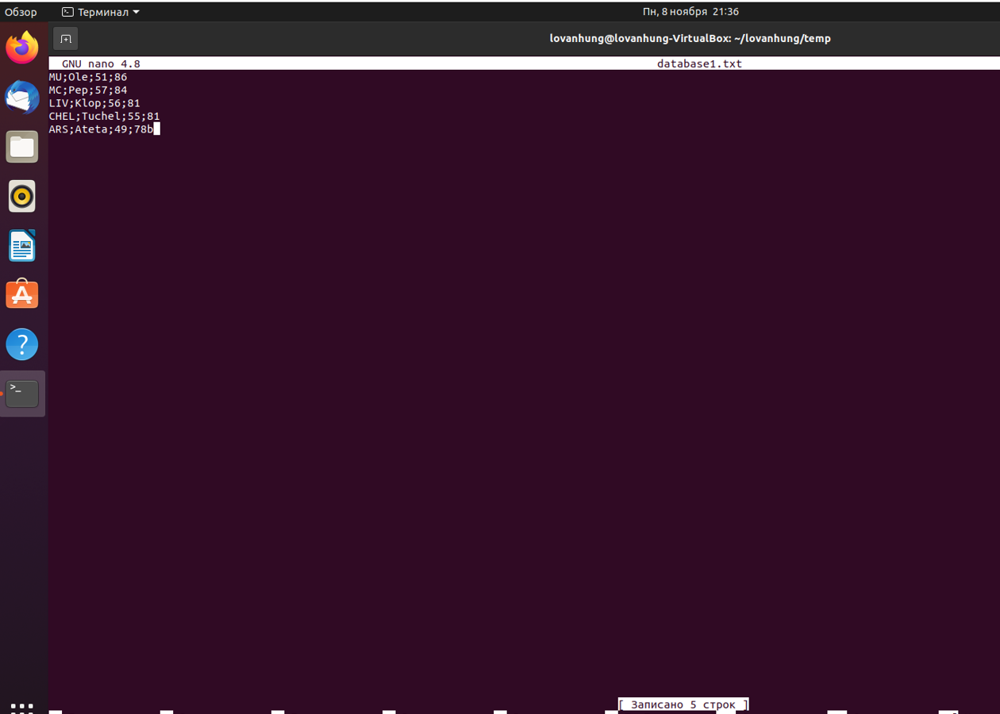 Обзор
Терминал
Пн, 8 ноября 21:36
lovanhung@lovanhung-VirtualBox: ~/lovanhung/temp
GNU nano 4.8 database1.txt
MU;Ole;51;86
MC;Pep;57;84
LIV;Klop;56;81
CHEL;Tuchel;55;81
ARS;Ateta;49;78b
[ Записано 5 строк ]